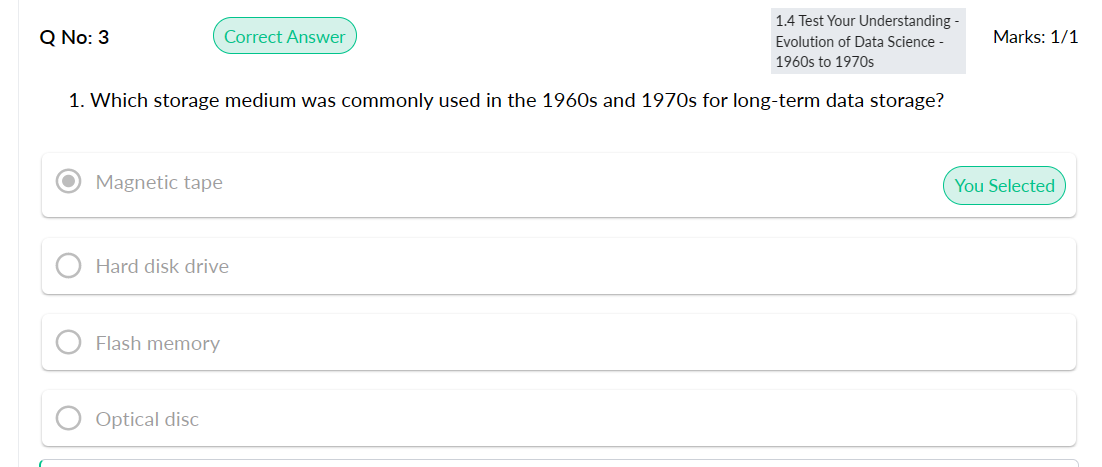 Q No: 3
Correct Answer
1.4 Test Your Understanding -
Evolution of Data Science -
1960s to 1970s
Marks: 1/1
1. Which storage medium was commonly used in the 1960s and 1970s for long-term data storage?
Magnetic tape
You Selected
Hard disk drive
Flash memory
Optical disc